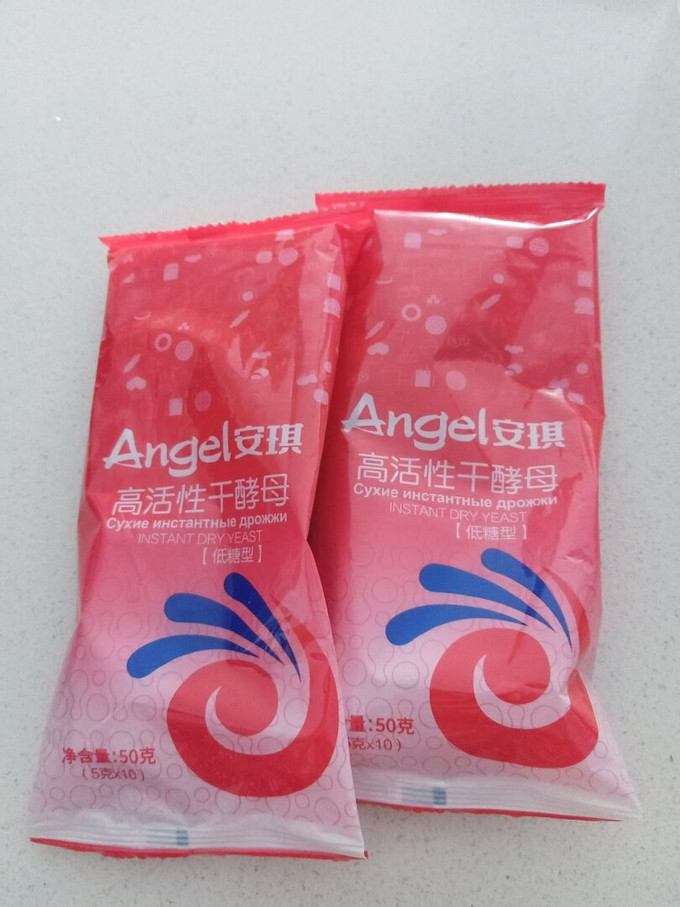 Angel安琪
高活性干酵母
Сухие инстантные дрожжи
INSTANT DRY YEAST
【低糖型】
净含量:50克
(5克x10)
Angel安琪
高活性干酵母
Сухие инстантные дрожжи
INSTANT DRY YEAST
【低糖型】
量:50克
克x10)